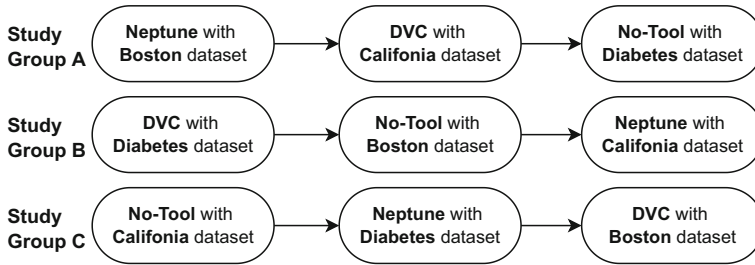 Study
Group A
Neptune with
Boston dataset
DVC with
Califonia dataset
No-Tool with
Diabetes dataset
Study
Group B
DVC with
Diabetes dataset
No-Tool with
Boston dataset
Neptune with
Califonia dataset
Study
Group C
No-Tool with
Califonia dataset
Neptune with
Diabetes dataset
DVC with
Boston dataset